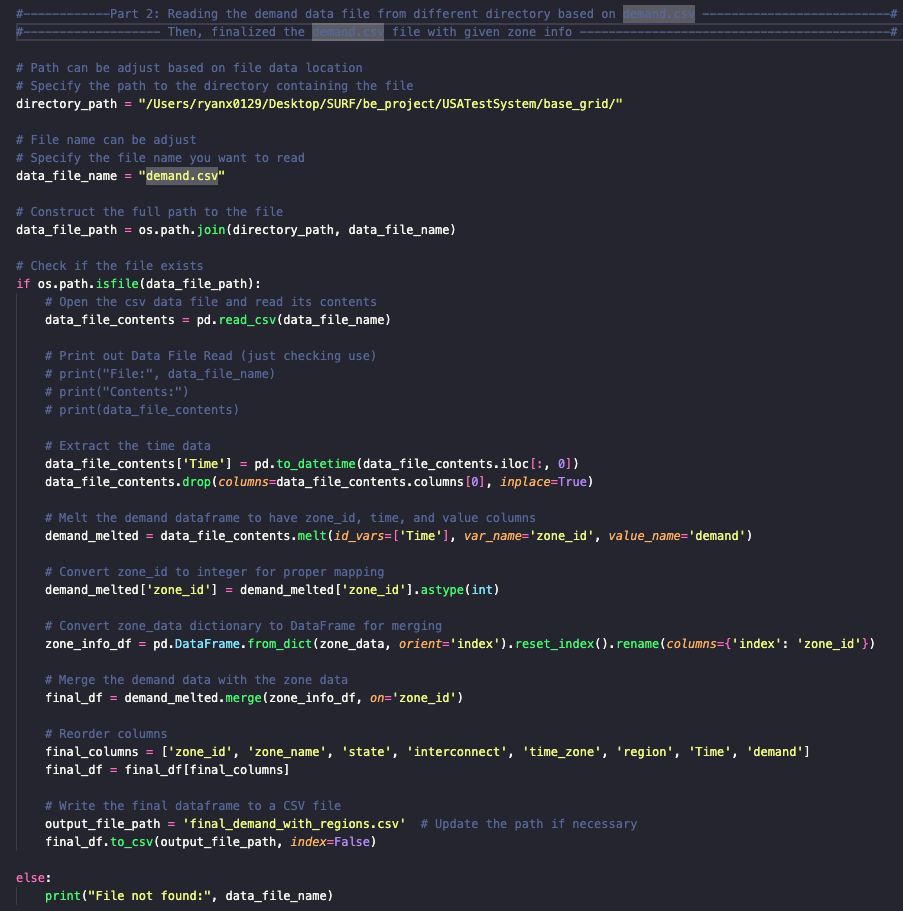 #------------Part 2: Reading the demand data file from different directory based on demand.csv --------------------------#
#------------------- Then, finalized the demand.csv file with given zone info -------------------------------------------#
# Path can be adjust based on file data location
# Specify the path to the directory containing the file
directory_path = "/Users/ryanx0129/Desktop/SURF/be_project/USATestSystem/base_grid/"
# File name can be adjust
# Specify the file name you want to read
data_file_name = "demand.csv"
# Construct the full path to the file
data_file_path = os.path.join(directory_path, data_file_name)
# Check if the file exists
if os.path.isfile(data_file_path):
    # Open the csv data file and read its contents
    data_file_contents = pd.read_csv(data_file_name)
    # Print out Data File Read (just checking use)
    # print("File:", data_file_name)
    # print("Contents:")
    # print(data_file_contents)
    # Extract the time data
    data_file_contents['Time'] = pd.to_datetime(data_file_contents.iloc[:, 0])
    data_file_contents.drop(columns=data_file_contents.columns[0], inplace=True)
    # Melt the demand dataframe to have zone_id, time, and value columns
    demand_melted = data_file_contents.melt(id_vars=['Time'], var_name='zone_id', value_name='demand')
    # Convert zone_id to integer for proper mapping
    demand_melted['zone_id'] = demand_melted['zone_id'].astype(int)
    # Convert zone_data dictionary to DataFrame for merging
    zone_info_df = pd.DataFrame.from_dict(zone_data, orient='index').reset_index().rename(columns={'index': 'zone_id'})
    # Merge the demand data with the zone data
    final_df = demand_melted.merge(zone_info_df, on='zone_id')
    # Reorder columns
    final_columns = ['zone_id', 'zone_name', 'state', 'interconnect', 'time_zone', 'region', 'Time', 'demand']
    final_df = final_df[final_columns]
    # Write the final dataframe to a CSV file
    output_file_path = 'final_demand_with_regions.csv'  # Update the path if necessary
    final_df.to_csv(output_file_path, index=False)
else:
    print("File not found:", data_file_name)